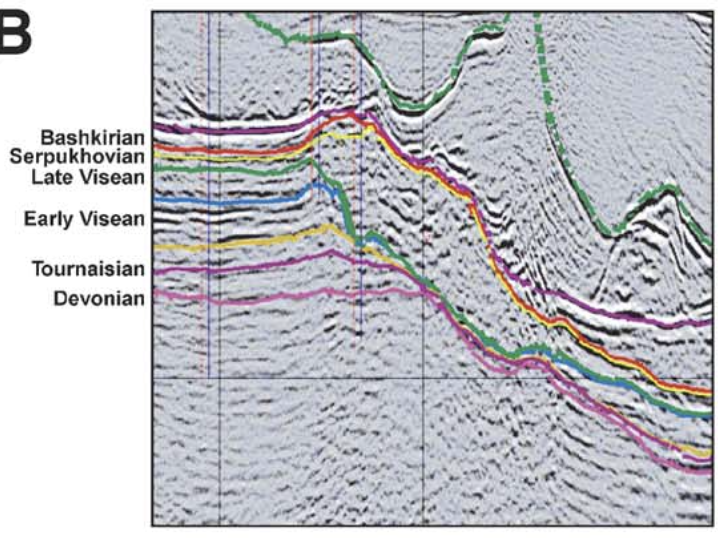 B
Bashkirian
Serpukhovian
Late Visean
Early Visean
Tournaisian
Devonian